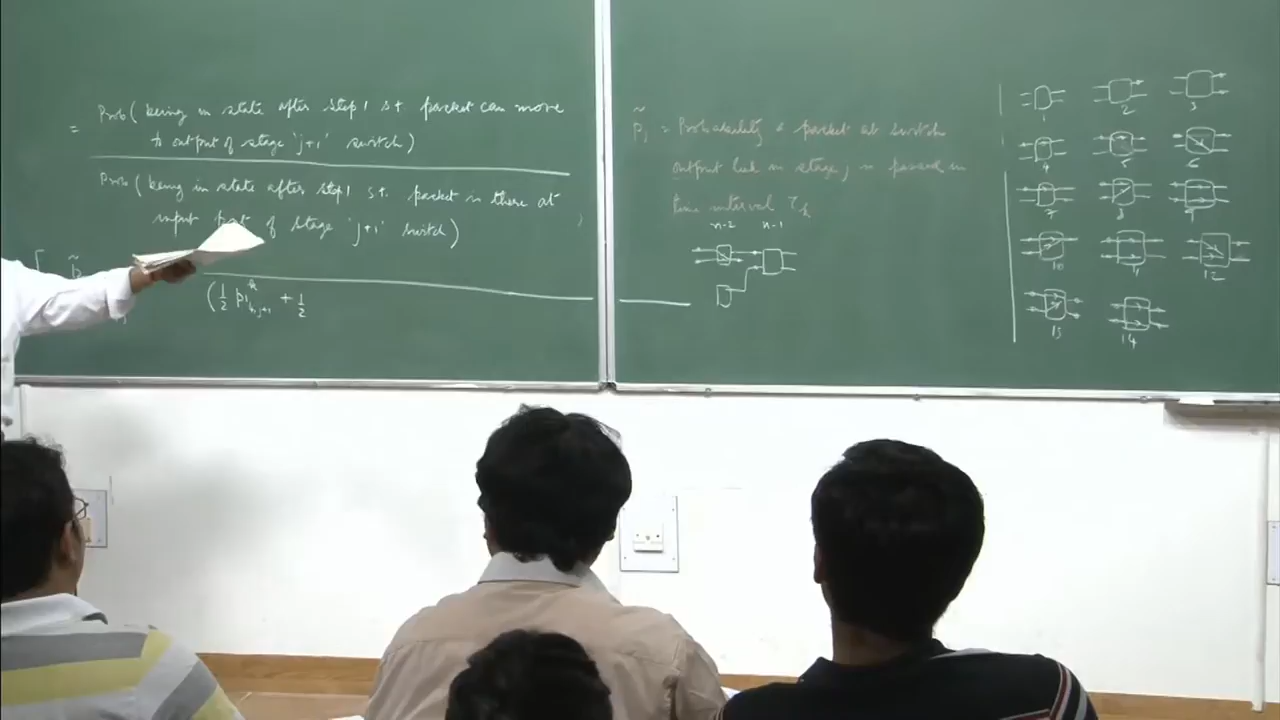 = Prob ( being in state after step 1 s.t. packet can move
to output of stage 'j+1' switch )
Prob ( being in state after step 1 s.t. packet is there at
input port of stage 'j+1' switch )
( 1/2 p1^k_{b,j+1} + 1/2
p̃_j = Probability a packet at switch
output link in stage j is passed in
time interval τ_k
n-2 n-1
1 2 3
4 5 6
7 8 9
10 11 12
13 14